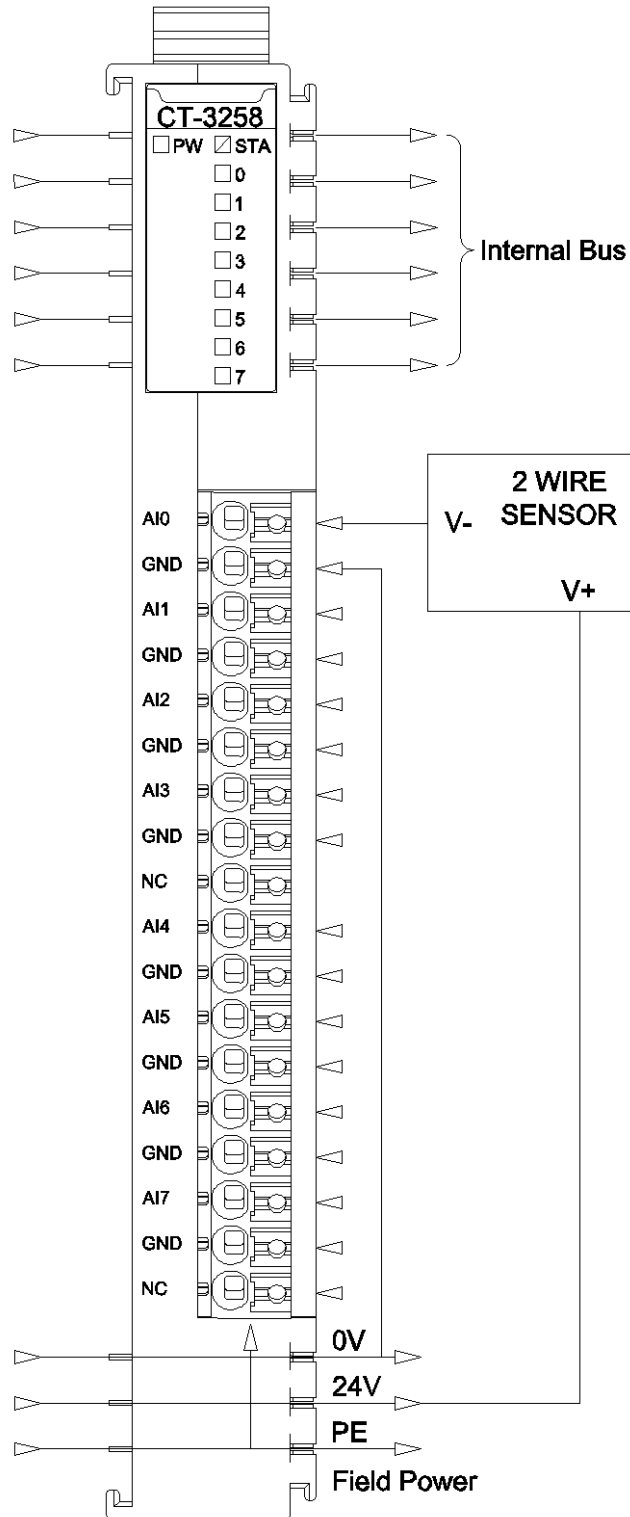 CT-3258
PW STA
0
1
2
3
4
5
6
7
Internal Bus
2 WIRE
SENSOR
V-
V+
AI0
GND
AI1
GND
AI2
GND
AI3
GND
NC
AI4
GND
AI5
GND
AI6
GND
AI7
GND
NC
0V
24V
PE
Field Power